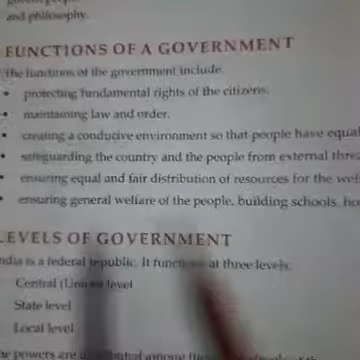 and philosophy.
FUNCTIONS OF A GOVERNMENT
The functions of the government include:
• protecting fundamental rights of the citizens.
• maintaining law and order.
• creating a conducive environment so that people have equal
• safeguarding the country and the people from external
• ensuring equal and fair distribution of resources for the
• ensuring general welfare of the people, building schools,
LEVELS OF GOVERNMENT
is a federal republic. It functions at three levels:
Central (Union) level
State level
Local level
powers are among